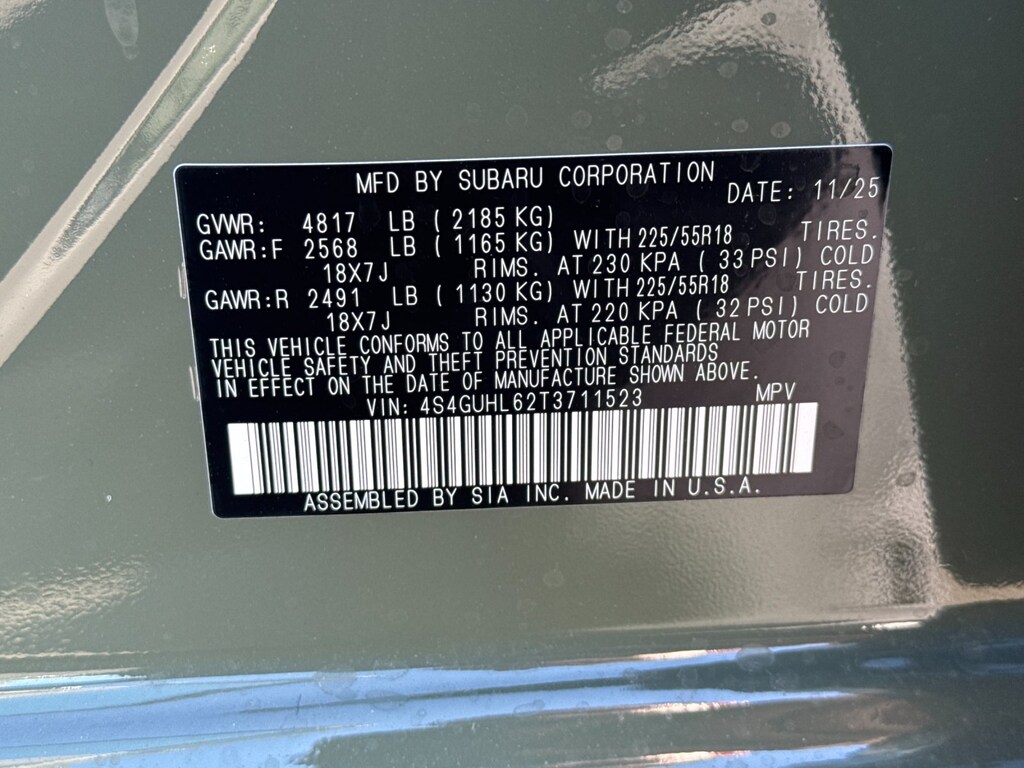 MFD BY SUBARU CORPORATION DATE: 11/25
GVWR: 4817 LB ( 2185 KG)
GAWR:F 2568 LB ( 1165 KG) WITH 225/55R18 TIRES.
18X7J RIMS. AT 230 KPA ( 33 PSI) COLD
GAWR:R 2491 LB ( 1130 KG) WITH 225/55R18 TIRES.
18X7J RIMS. AT 220 KPA ( 32 PSI) COLD
THIS VEHICLE CONFORMS TO ALL APPLICABLE FEDERAL MOTOR
VEHICLE SAFETY AND THEFT PREVENTION STANDARDS
IN EFFECT ON THE DATE OF MANUFACTURE SHOWN ABOVE.
VIN: 4S4GUHL62T3711523 MPV
ASSEMBLED BY SIA INC. MADE IN U.S.A.